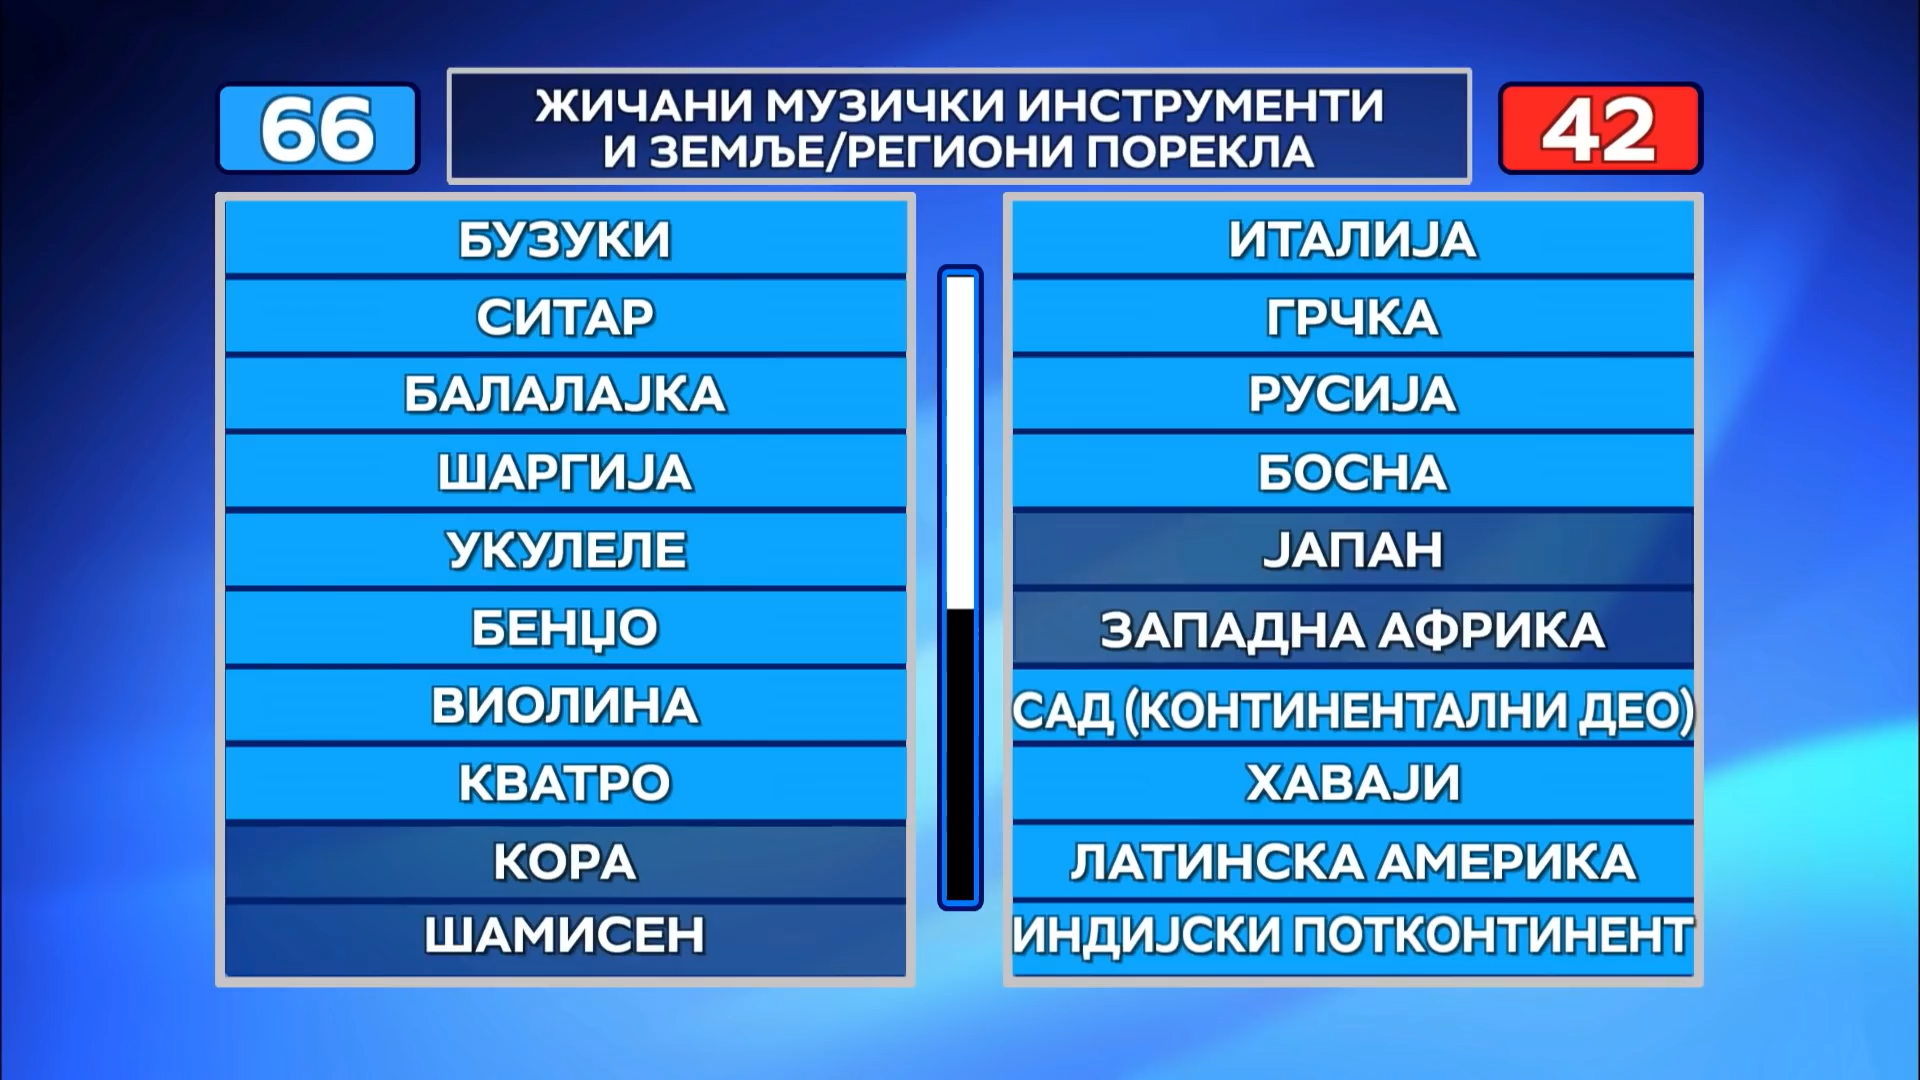 66
ЖИЧАНИ МУЗИЧКИ ИНСТРУМЕНТИ
И ЗЕМЉЕ/РЕГИОНИ ПОРЕКЛА
42
БУЗУКИ
СИТАР
БАЛАЛАЈКА
ШАРГИЈА
УКУЛЕЛЕ
БЕНЏО
ВИОЛИНА
КВАТРО
КОРА
ШАМИСЕН
ИТАЛИЈА
ГРЧКА
РУСИЈА
БОСНА
ЈАПАН
ЗАПАДНА АФРИКА
САД (КОНТИНЕНТАЛНИ ДЕО)
ХАВАЈИ
ЛАТИНСКА АМЕРИКА
ИНДИЈСКИ ПОТКОНТИНЕНТ